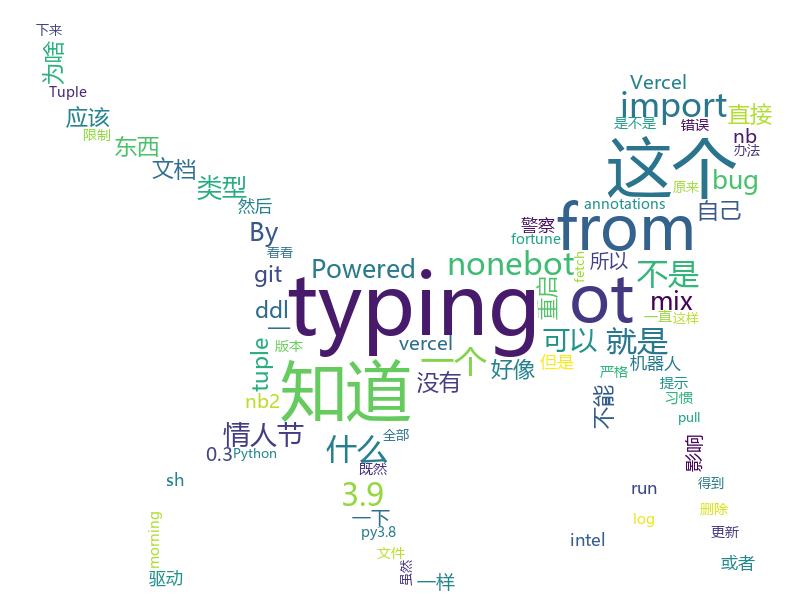 下来
为啥
Tuple
应该
限制
东西
文档
类型
然后
By
看看
git
ddl
一
版本
tuple
nb2
Vercel
import
直接
是不是
错误
nb
办法
这个
原来
bug
annotations
自己
警察
from
fortune
Powered
nonebot
fetch
所以
不是
typing
重启
ot
mix
一直
这样
vercel
可以
就是
知道
一个
好像
但是
机器人
没有
严格
提示
习惯
不能
pull
情人节
什么
全部
影响
0.3
Python
既然
sh
3.9
run
得到
一下
log
删除
morning
py3.8
intel
更新
文件
驱动
虽然
一样
或者